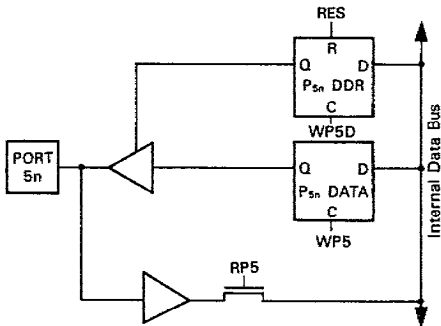 RES
R
Q D
P5n DDR
C
WP5D
PORT
5n
Q D
P5n DATA
C
WP5
RP5
Internal Data Bus